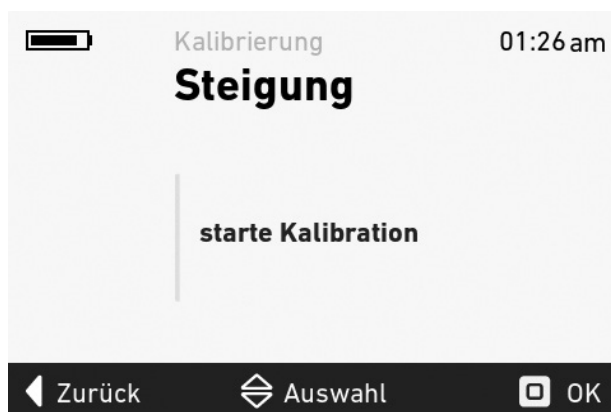 Kalibrierung 01:26 am
Steigung
starte Kalibration
Zurück Auswahl OK